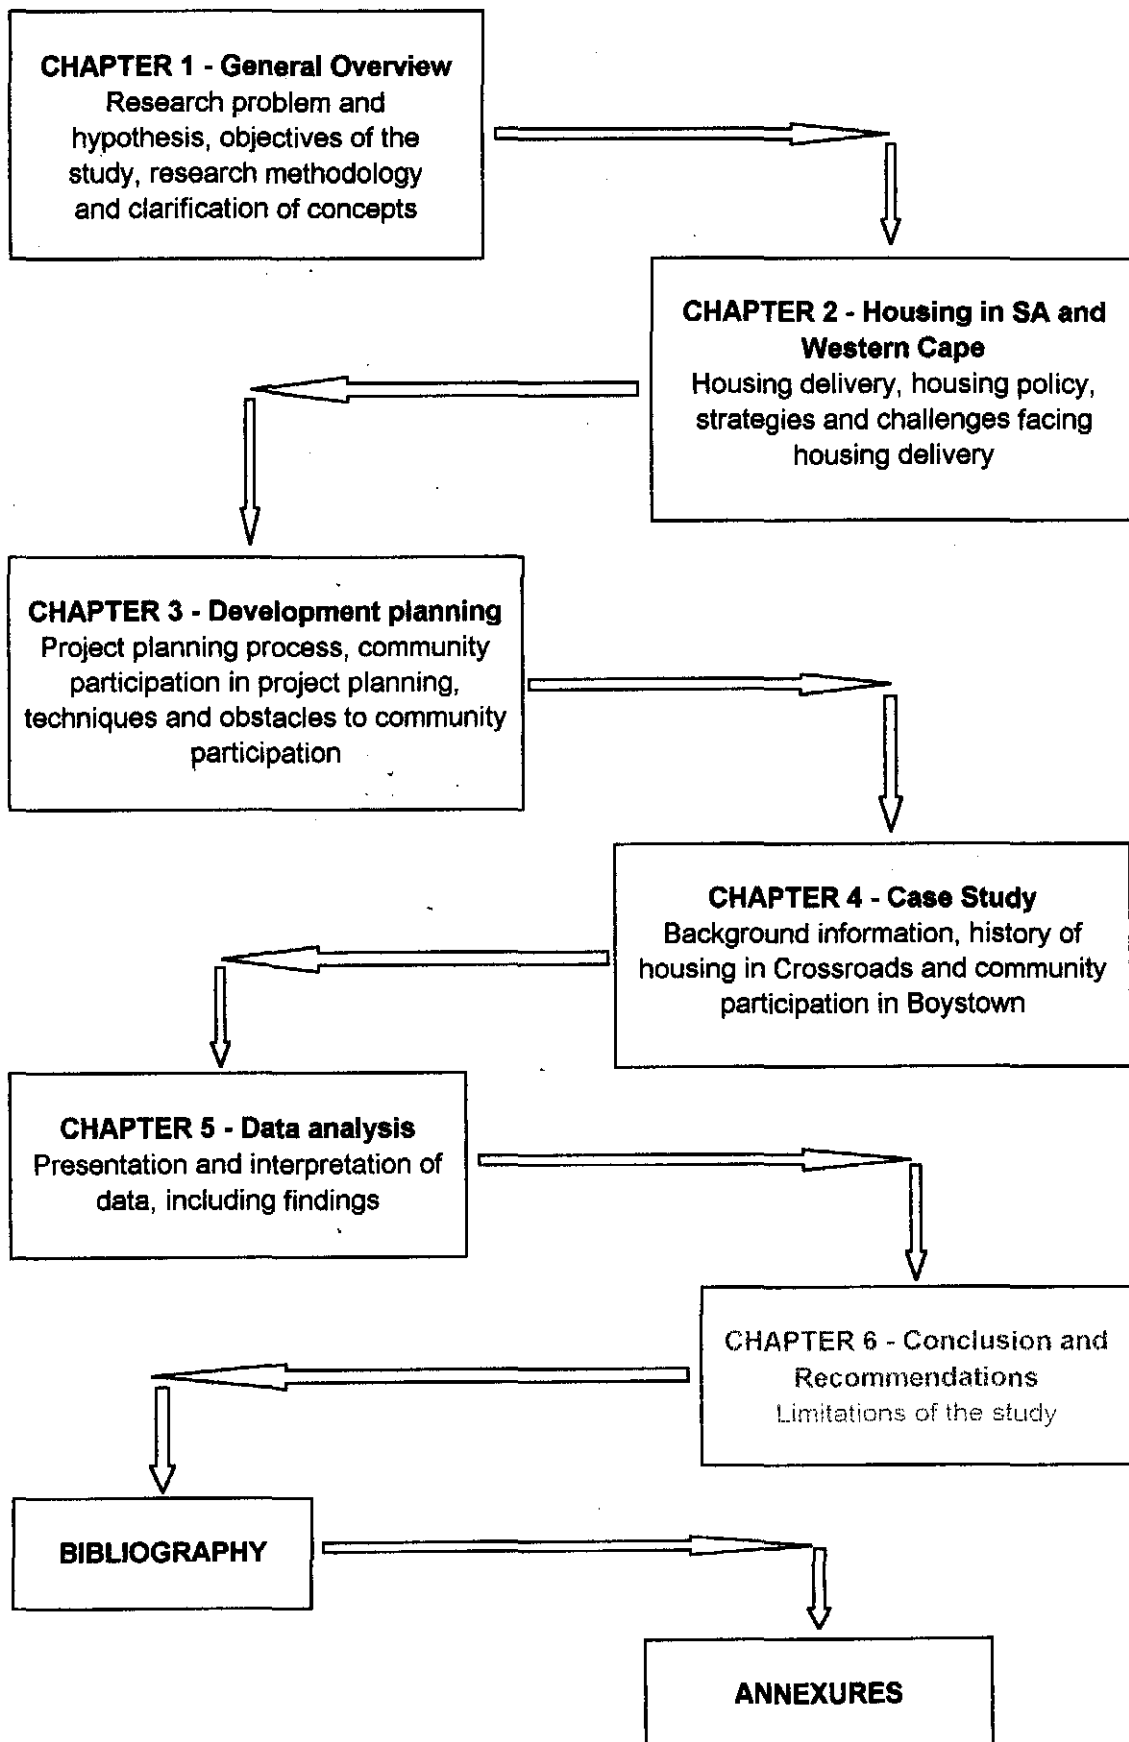 CHAPTER 1 - General Overview
Research problem and
hypothesis, objectives of the
study, research methodology
and clarification of concepts
CHAPTER 2 - Housing in SA and
Western Cape
Housing delivery, housing policy,
strategies and challenges facing
housing delivery
CHAPTER 3 - Development planning
Project planning process, community
participation in project planning,
techniques and obstacles to community
participation
CHAPTER 4 - Case Study
Background information, history of
housing in Crossroads and community
participation in Boystown
CHAPTER 5 - Data analysis
Presentation and interpretation of
data, including findings
CHAPTER 6 - Conclusion and
Recommendations
Limitations of the study
BIBLIOGRAPHY
ANNEXURES